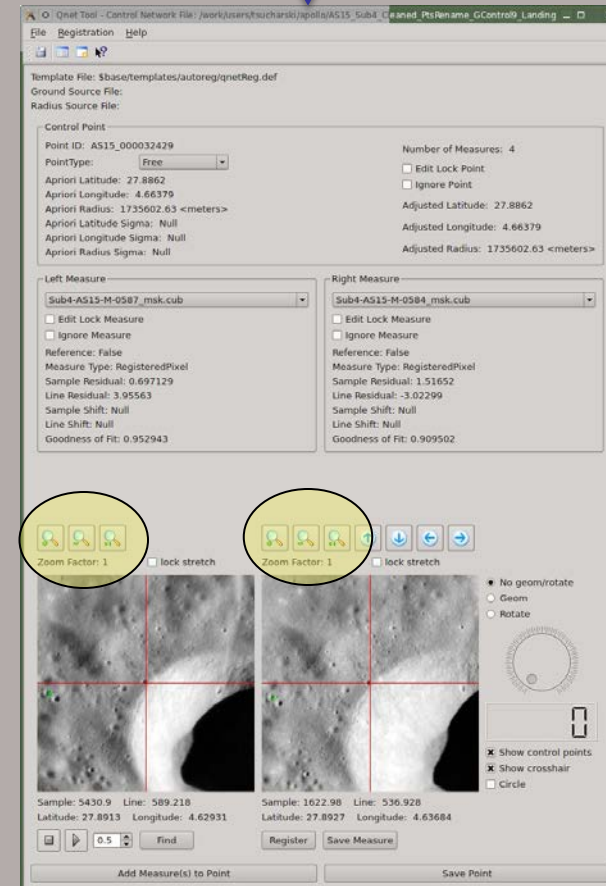 Qnet Tool - Control Network File: /work/users/tsucharski/apollo/AS15_Sub4_Cleaned_PtsRename_GControl9_Landing
File Registration Help
Template File: $base/templates/autoreg/qnetReg.def
Ground Source File:
Radius Source File:
Control Point
Point ID: AS15_000032429
PointType: Free
Apriori Latitude: 27.8862
Apriori Longitude: 4.66379
Apriori Radius: 1735602.63 <meters>
Apriori Latitude Sigma: Null
Apriori Longitude Sigma: Null
Apriori Radius Sigma: Null
Number of Measures: 4
Edit Lock Point
Ignore Point
Adjusted Latitude: 27.8862
Adjusted Longitude: 4.66379
Adjusted Radius: 1735602.63 <meters>
Left Measure
Sub4-AS15-M-0587_msk.cub
Edit Lock Measure
Ignore Measure
Reference: False
Measure Type: RegisteredPixel
Sample Residual: 0.697129
Line Residual: 3.95563
Sample Shift: Null
Line Shift: Null
Goodness of Fit: 0.952943
Right Measure
Sub4-AS15-M-0584_msk.cub
Edit Lock Measure
Ignore Measure
Reference: False
Measure Type: RegisteredPixel
Sample Residual: 1.51652
Line Residual: -3.02299
Sample Shift: Null
Line Shift: Null
Goodness of Fit: 0.909502
Zoom Factor: 1 lock stretch
Zoom Factor: 1 lock stretch
No geom/rotate
Geom
Rotate
0
Show control points
Show crosshair
Circle
Sample: 5430.9 Line: 589.218
Latitude: 27.8913 Longitude: 4.62931
0.5 Find
Sample: 1622.98 Line: 536.928
Latitude: 27.8927 Longitude: 4.63684
Register Save Measure
Add Measure(s) to Point Save Point